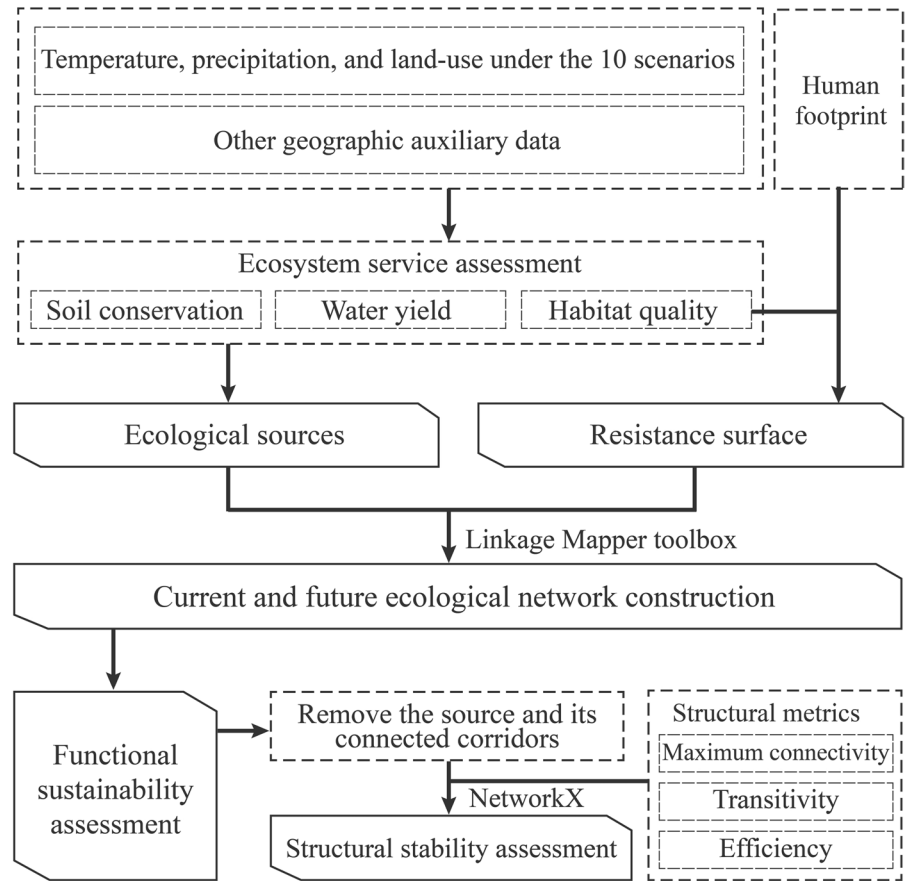 Temperature, precipitation, and land-use under the 10 scenarios
Other geographic auxiliary data
Human
footprint
Ecosystem service assessment
Soil conservation
Water yield
Habitat quality
Ecological sources
Resistance surface
Linkage Mapper toolbox
Current and future ecological network construction
Functional
sustainability
assessment
Remove the source and its
connected corridors
NetworkX
Structural stability assessment
Structural metrics
Maximum connectivity
Transitivity
Efficiency